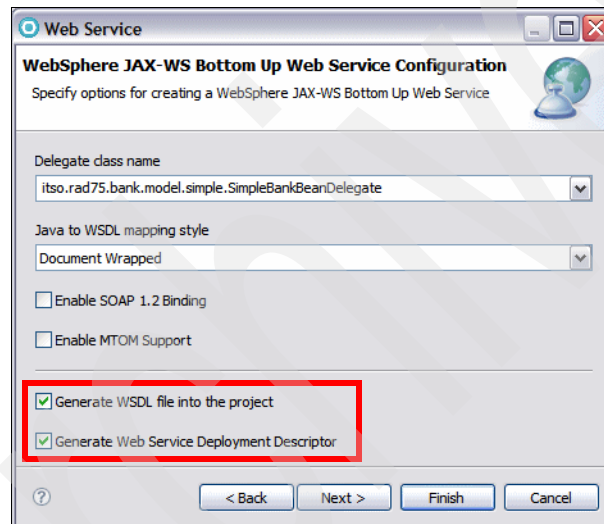 Web Service
WebSphere JAX-WS Bottom Up Web Service Configuration
Specify options for creating a WebSphere JAX-WS Bottom Up Web Service
Delegate class name
itso.rad75.bank.model.simple.SimpleBankBeanDelegate
Java to WSDL mapping style
Document Wrapped
Enable SOAP 1.2 Binding
Enable MTOM Support
Generate WSDL file into the project
Generate Web Service Deployment Descriptor
? < Back Next > Finish Cancel